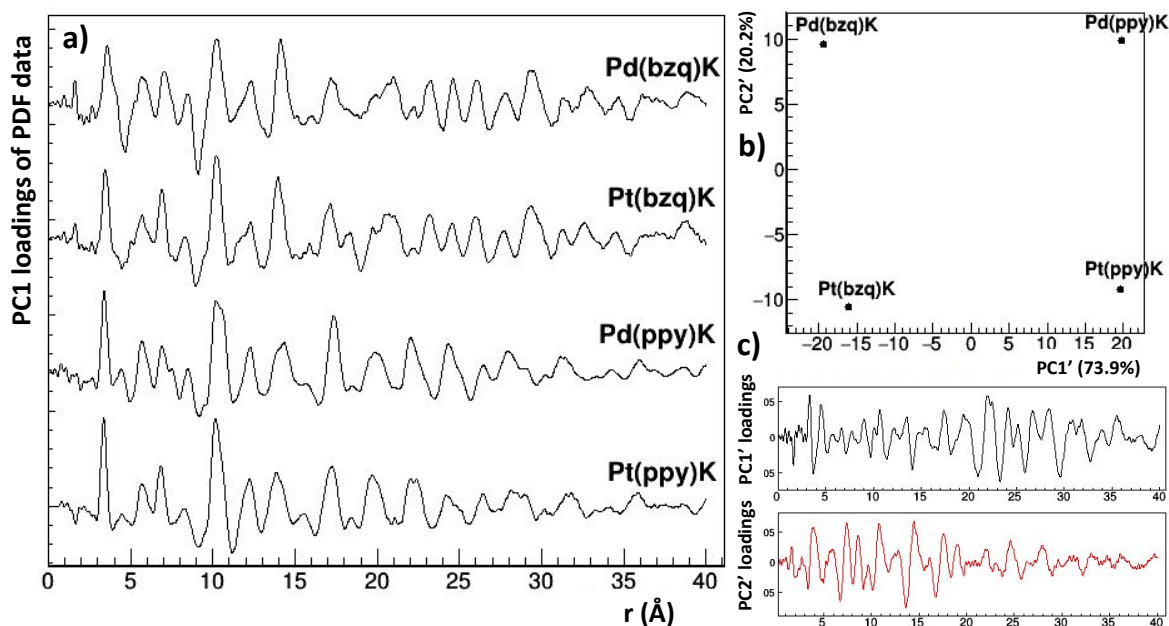 a)
PC1 loadings of PDF data
Pd(bzq)K
Pt(bzq)K
Pd(ppy)K
Pt(ppy)K
0 5 10 15 20 25 30 35 40
r (Å)
b)
PC2' (20.2%)
10
5
0
−5
−10
Pd(bzq)K
Pd(ppy)K
Pt(bzq)K
Pt(ppy)K
−20 −15 −10 −5 0 5 10 15 20
PC1' (73.9%)
c)
PC1' loadings
05
0
05
0 5 10 15 20 25 30 35 40
PC2' loadings
05
0
05
0 5 10 15 20 25 30 35 40